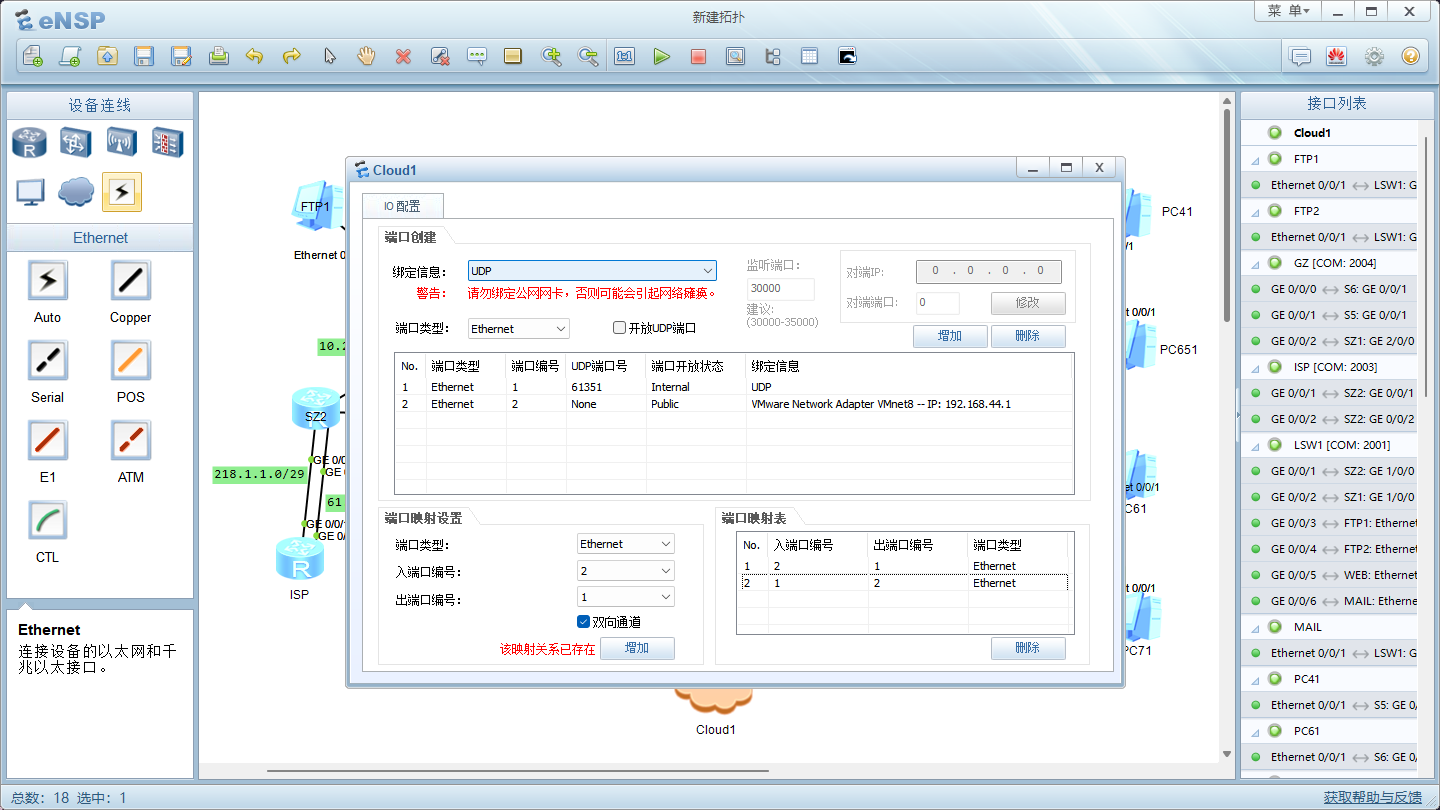 eNSP
新建拓扑
菜 单
设备连线
Ethernet
Auto
Copper
Serial
POS
E1
ATM
CTL
Ethernet
连接设备的以太网和千
兆以太接口。
FTP1
Ethernet 0
10.2
SZ2
GE 0/0
GE
218.1.1.0/29
61
GE 0/0/
GE 0/
ISP
Cloud1
PC41
/1
et 0/0/1
PC651
et 0/0/1
C61
et 0/0/1
PC71
Cloud1
IO 配置
端口创建
绑定信息: UDP
警告: 请勿绑定公网网卡，否则可能会引起网络瘫痪。
端口类型: Ethernet
开放UDP端口
监听端口:
30000
建议:
(30000-35000)
对端IP: 0 . 0 . 0 . 0
对端端口: 0 修改
增加 删除
No. 端口类型 端口编号 UDP端口号 端口开放状态 绑定信息
1 Ethernet 1 61351 Internal UDP
2 Ethernet 2 None Public VMware Network Adapter VMnet8 -- IP: 192.168.44.1
端口映射设置
端口类型: Ethernet
入端口编号: 2
出端口编号: 1
双向通道
该映射关系已存在 增加
端口映射表
No. 入端口编号 出端口编号 端口类型
1 2 1 Ethernet
2 1 2 Ethernet
删除
接口列表
Cloud1
FTP1
Ethernet 0/0/1 ↔ LSW1: G
FTP2
Ethernet 0/0/1 ↔ LSW1: G
GZ [COM: 2004]
GE 0/0/0 ↔ S6: GE 0/0/1
GE 0/0/1 ↔ S5: GE 0/0/1
GE 0/0/2 ↔ SZ1: GE 2/0/0
ISP [COM: 2003]
GE 0/0/1 ↔ SZ2: GE 0/0/1
GE 0/0/2 ↔ SZ2: GE 0/0/2
LSW1 [COM: 2001]
GE 0/0/1 ↔ SZ2: GE 1/0/0
GE 0/0/2 ↔ SZ1: GE 1/0/0
GE 0/0/3 ↔ FTP1: Ethernet
GE 0/0/4 ↔ FTP2: Ethernet
GE 0/0/5 ↔ WEB: Ethernet
GE 0/0/6 ↔ MAIL: Etherne
MAIL
Ethernet 0/0/1 ↔ LSW1: G
PC41
Ethernet 0/0/1 ↔ S5: GE 0/
PC61
Ethernet 0/0/1 ↔ S6: GE 0/
总数: 18 选中: 1
获取帮助与反馈